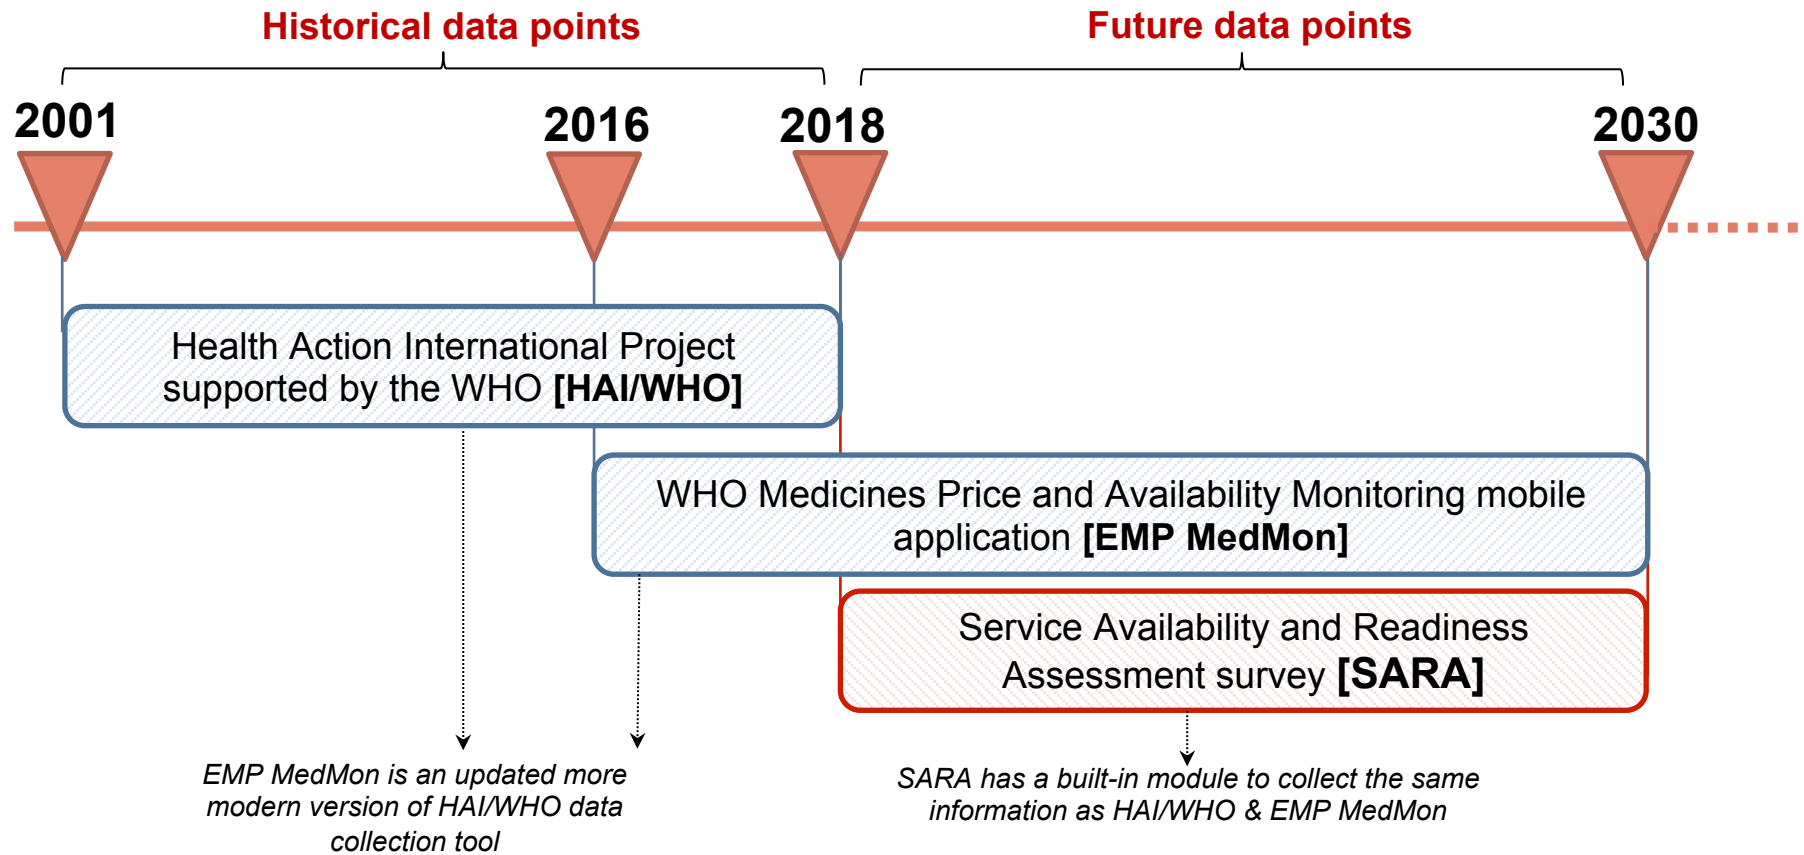 Historical data points
Future data points
2001
2016
2018
2030
Health Action International Project
supported by the WHO [HAI/WHO]
WHO Medicines Price and Availability Monitoring mobile
application [EMP MedMon]
Service Availability and Readiness
Assessment survey [SARA]
EMP MedMon is an updated more
modern version of HAI/WHO data
collection tool
SARA has a built-in module to collect the same
information as HAI/WHO & EMP MedMon